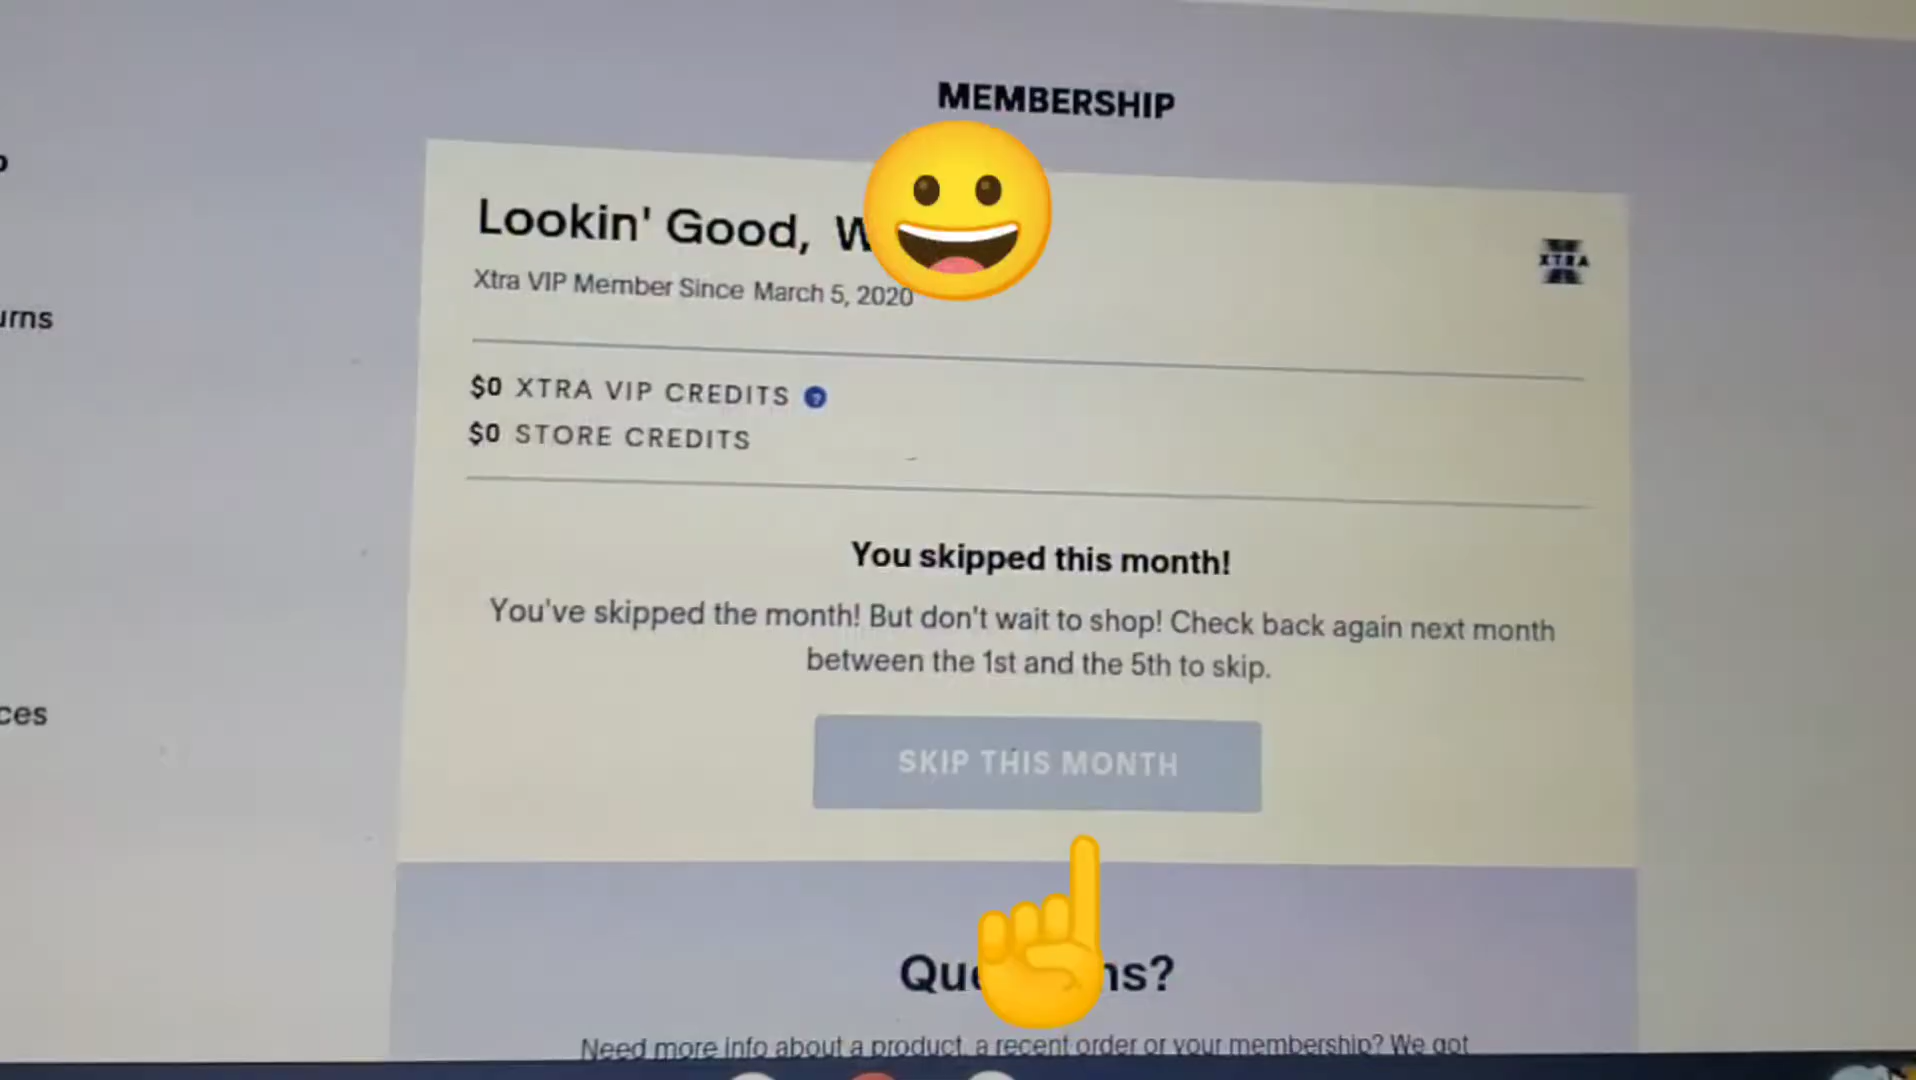 MEMBERSHIP
Lookin' Good,
Xtra VIP Member Since March 5, 2020
XTRA
$0 XTRA VIP CREDITS ?
$0 STORE CREDITS
You skipped this month!
You've skipped the month! But don't wait to shop! Check back again next month
between the 1st and the 5th to skip.
SKIP THIS MONTH
Need more info about a product, a recent order or your membership? We got